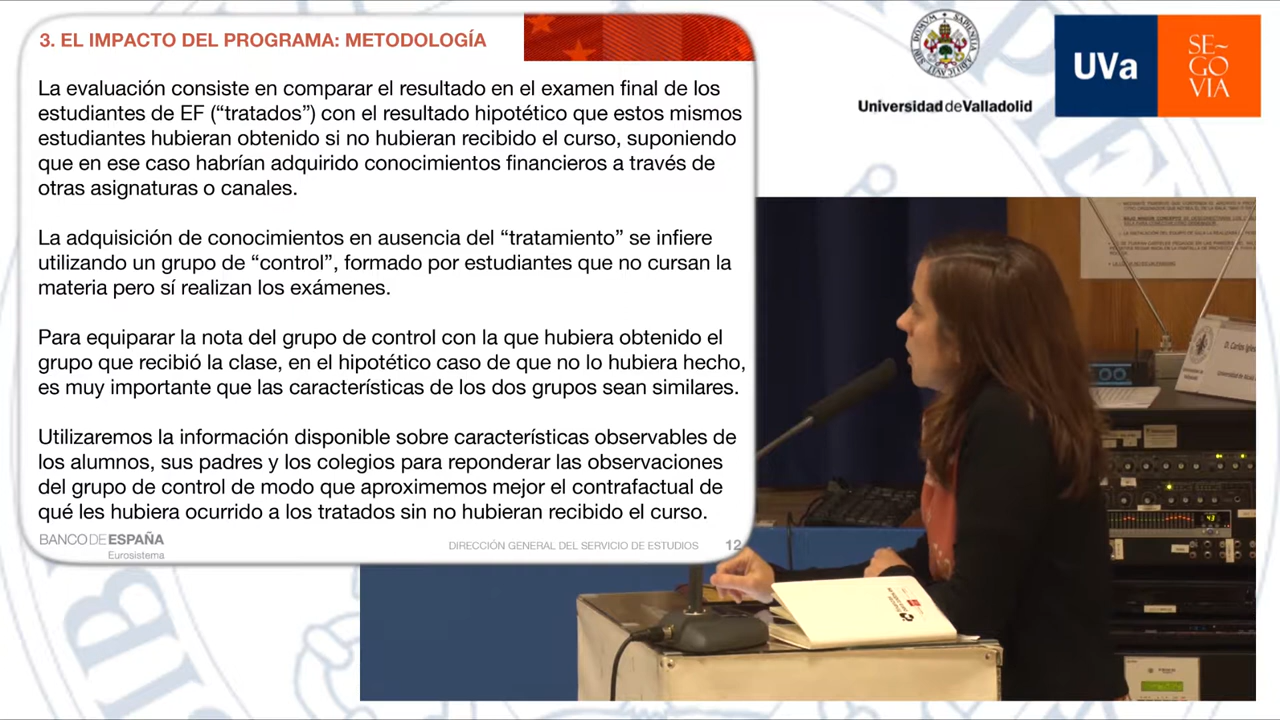 3. EL IMPACTO DEL PROGRAMA: METODOLOGÍA
La evaluación consiste en comparar el resultado en el examen final de los
estudiantes de EF (“tratados”) con el resultado hipotético que estos mismos
estudiantes hubieran obtenido si no hubieran recibido el curso, suponiendo
que en ese caso habrían adquirido conocimientos financieros a través de
otras asignaturas o canales.
La adquisición de conocimientos en ausencia del “tratamiento” se infiere
utilizando un grupo de “control”, formado por estudiantes que no cursan la
materia pero sí realizan los exámenes.
Para equiparar la nota del grupo de control con la que hubiera obtenido el
grupo que recibió la clase, en el hipotético caso de que no lo hubiera hecho,
es muy importante que las características de los dos grupos sean similares.
Utilizaremos la información disponible sobre características observables de
los alumnos, sus padres y los colegios para reponderar las observaciones
del grupo de control de modo que aproximemos mejor el contrafactual de
qué les hubiera ocurrido a los tratados sin no hubieran recibido el curso.
BANCO DE ESPAÑA
Eurosistema
DIRECCIÓN GENERAL DEL SERVICIO DE ESTUDIOS
12
Universidad de Valladolid
UVa
SE~
GO
VIA
D. Carlos
43